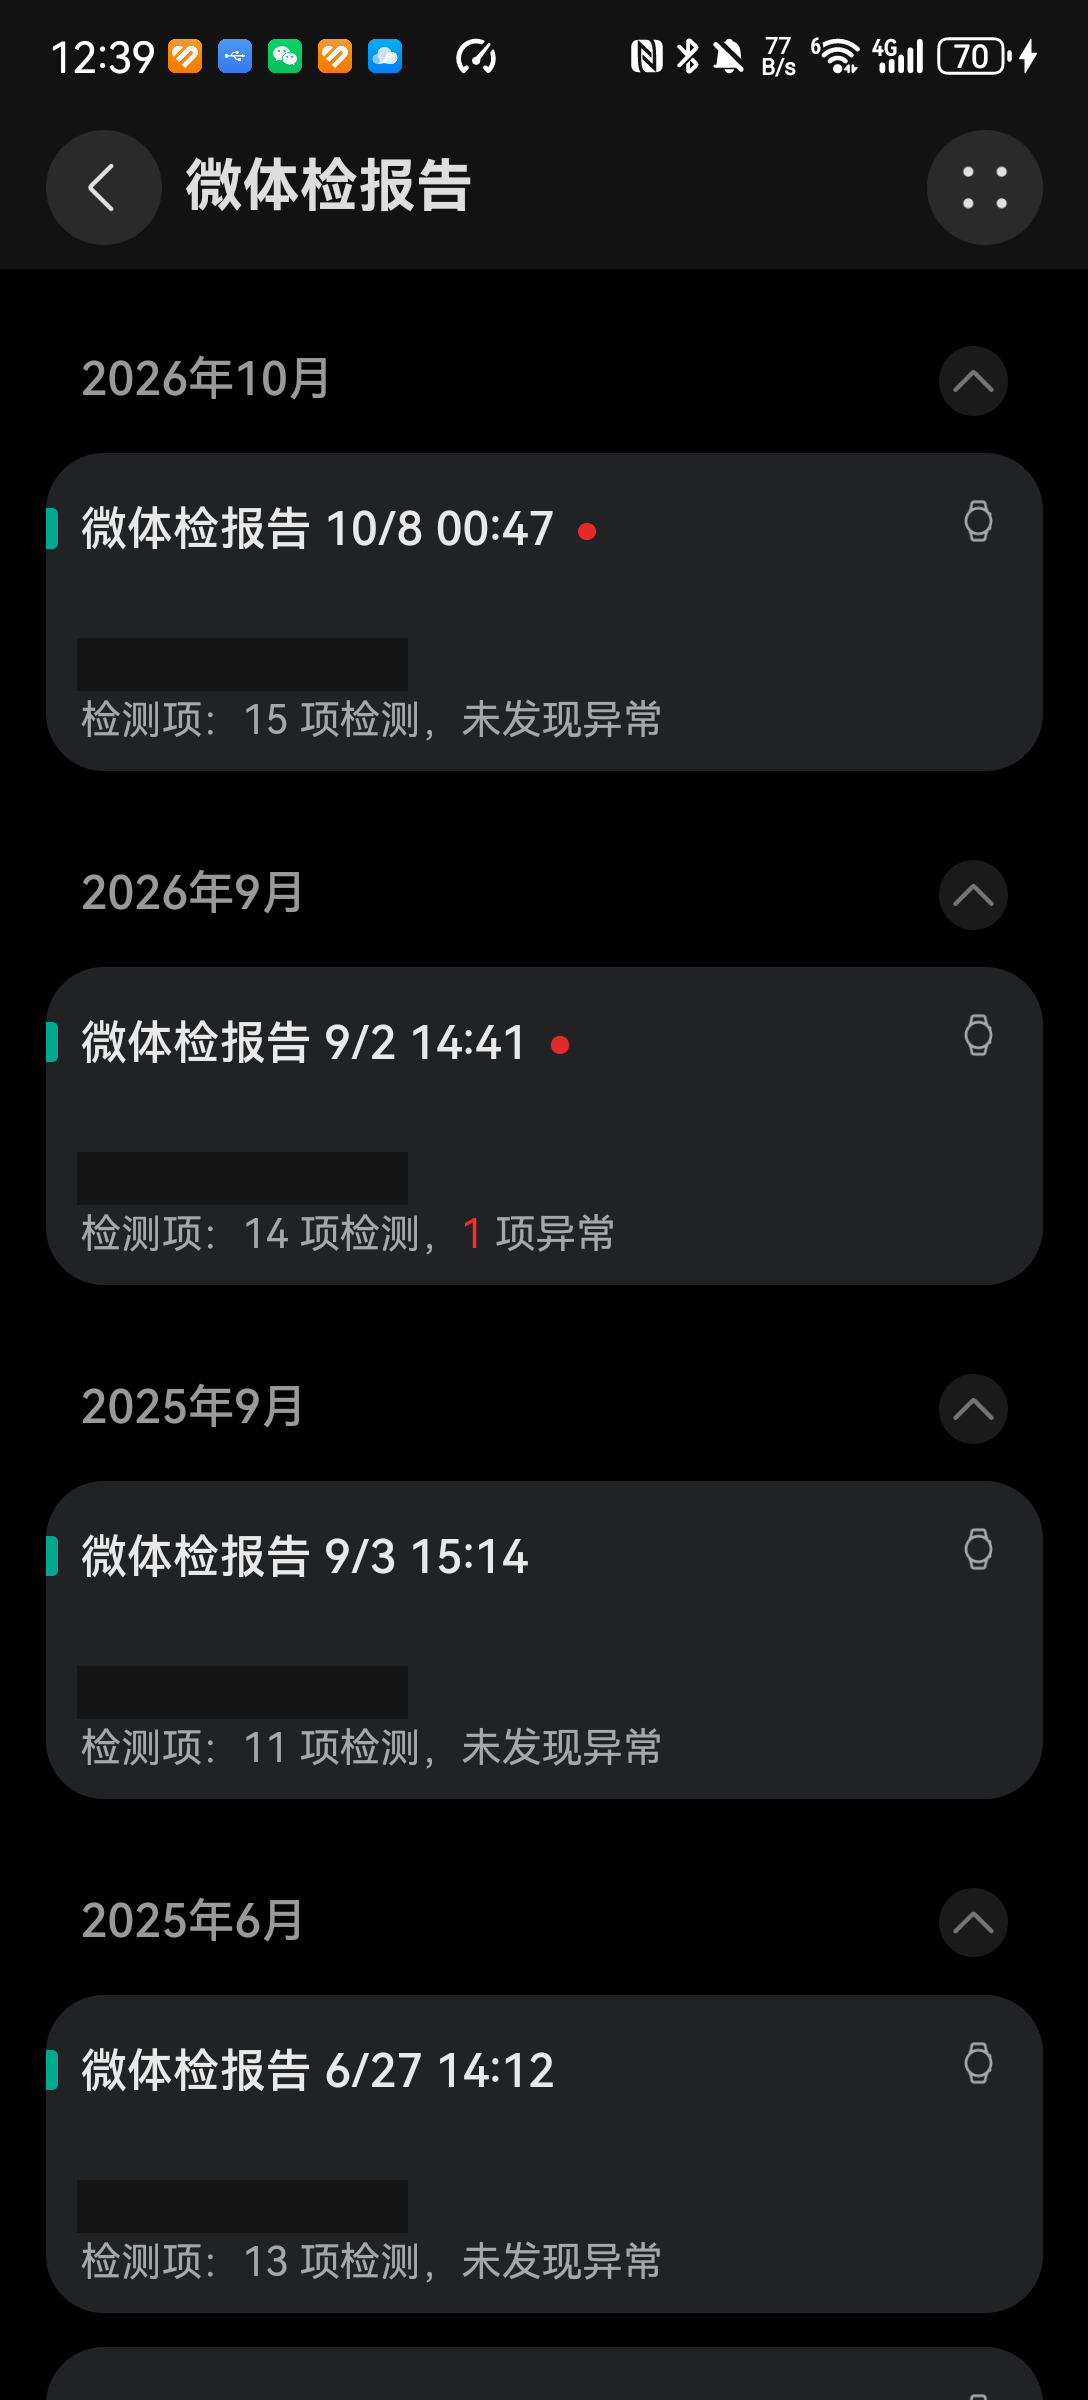 12:39 77 B/s 6 4G 70
微体检报告
2026年10月
微体检报告 10/8 00:47
检测项：15 项检测，未发现异常
2026年9月
微体检报告 9/2 14:41
检测项：14 项检测，1 项异常
2025年9月
微体检报告 9/3 15:14
检测项：11 项检测，未发现异常
2025年6月
微体检报告 6/27 14:12
检测项：13 项检测，未发现异常